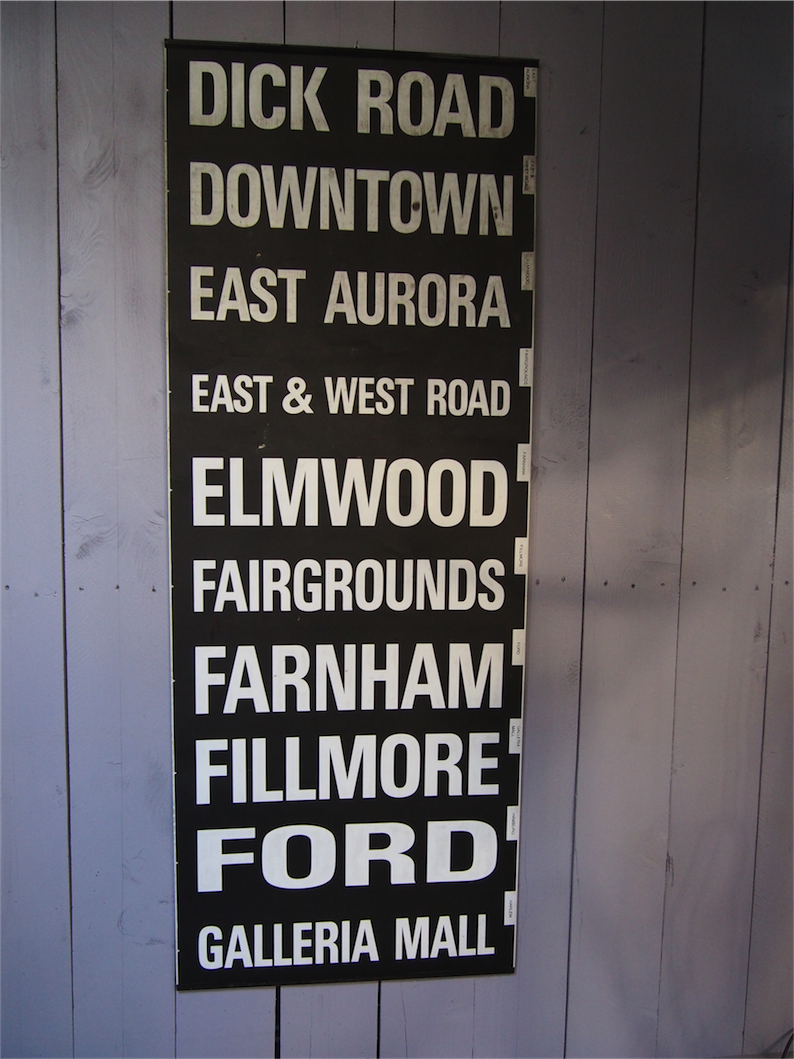 DICK ROAD
DOWNTOWN
EAST AURORA
EAST & WEST ROAD
ELMWOOD
FAIRGROUNDS
FARNHAM
FILLMORE
FORD
GALLERIA MALL